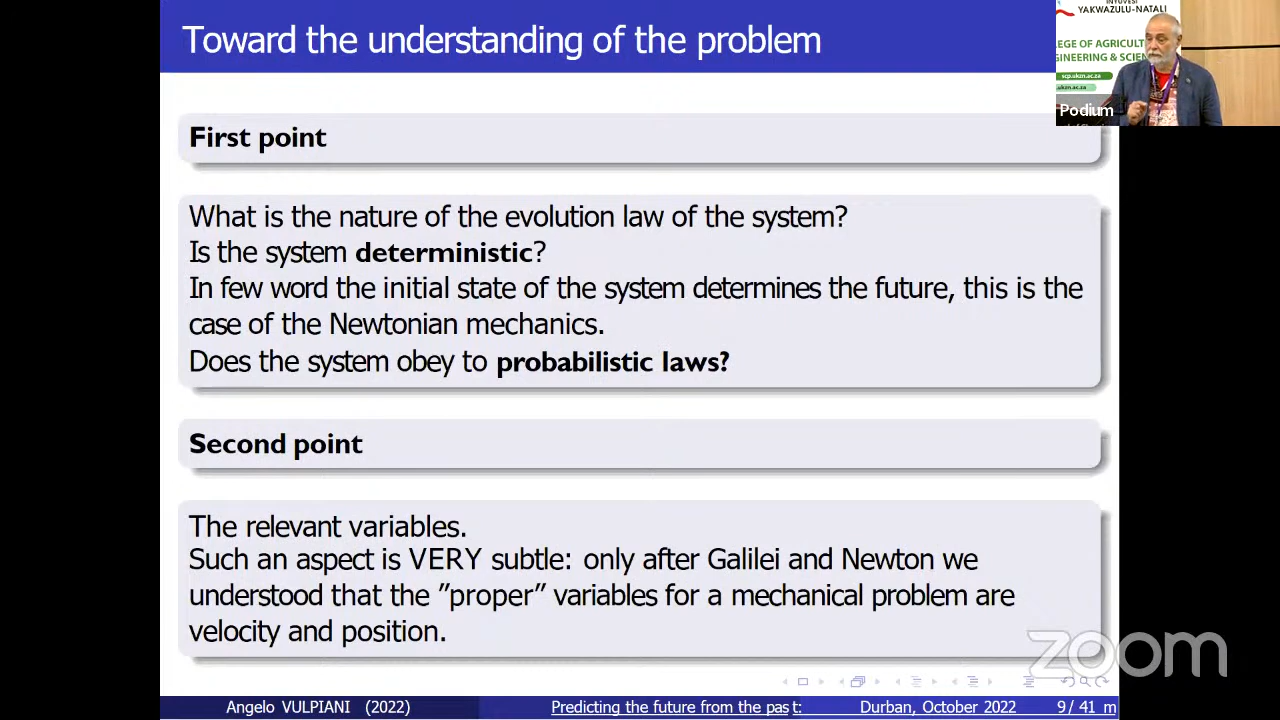 Toward the understanding of the problem
INYUVESI
YAKWAZULU-NATALI
scp.ukzn.ac.za
Podium
First point
What is the nature of the evolution law of the system?
Is the system deterministic?
In few word the initial state of the system determines the future, this is the
case of the Newtonian mechanics.
Does the system obey to probabilistic laws?
Second point
The relevant variables.
Such an aspect is VERY subtle: only after Galilei and Newton we
understood that the ”proper” variables for a mechanical problem are
velocity and position.
zoom
Angelo VULPIANI (2022) Predicting the future from the past: Durban, October 2022 9 / 41 m